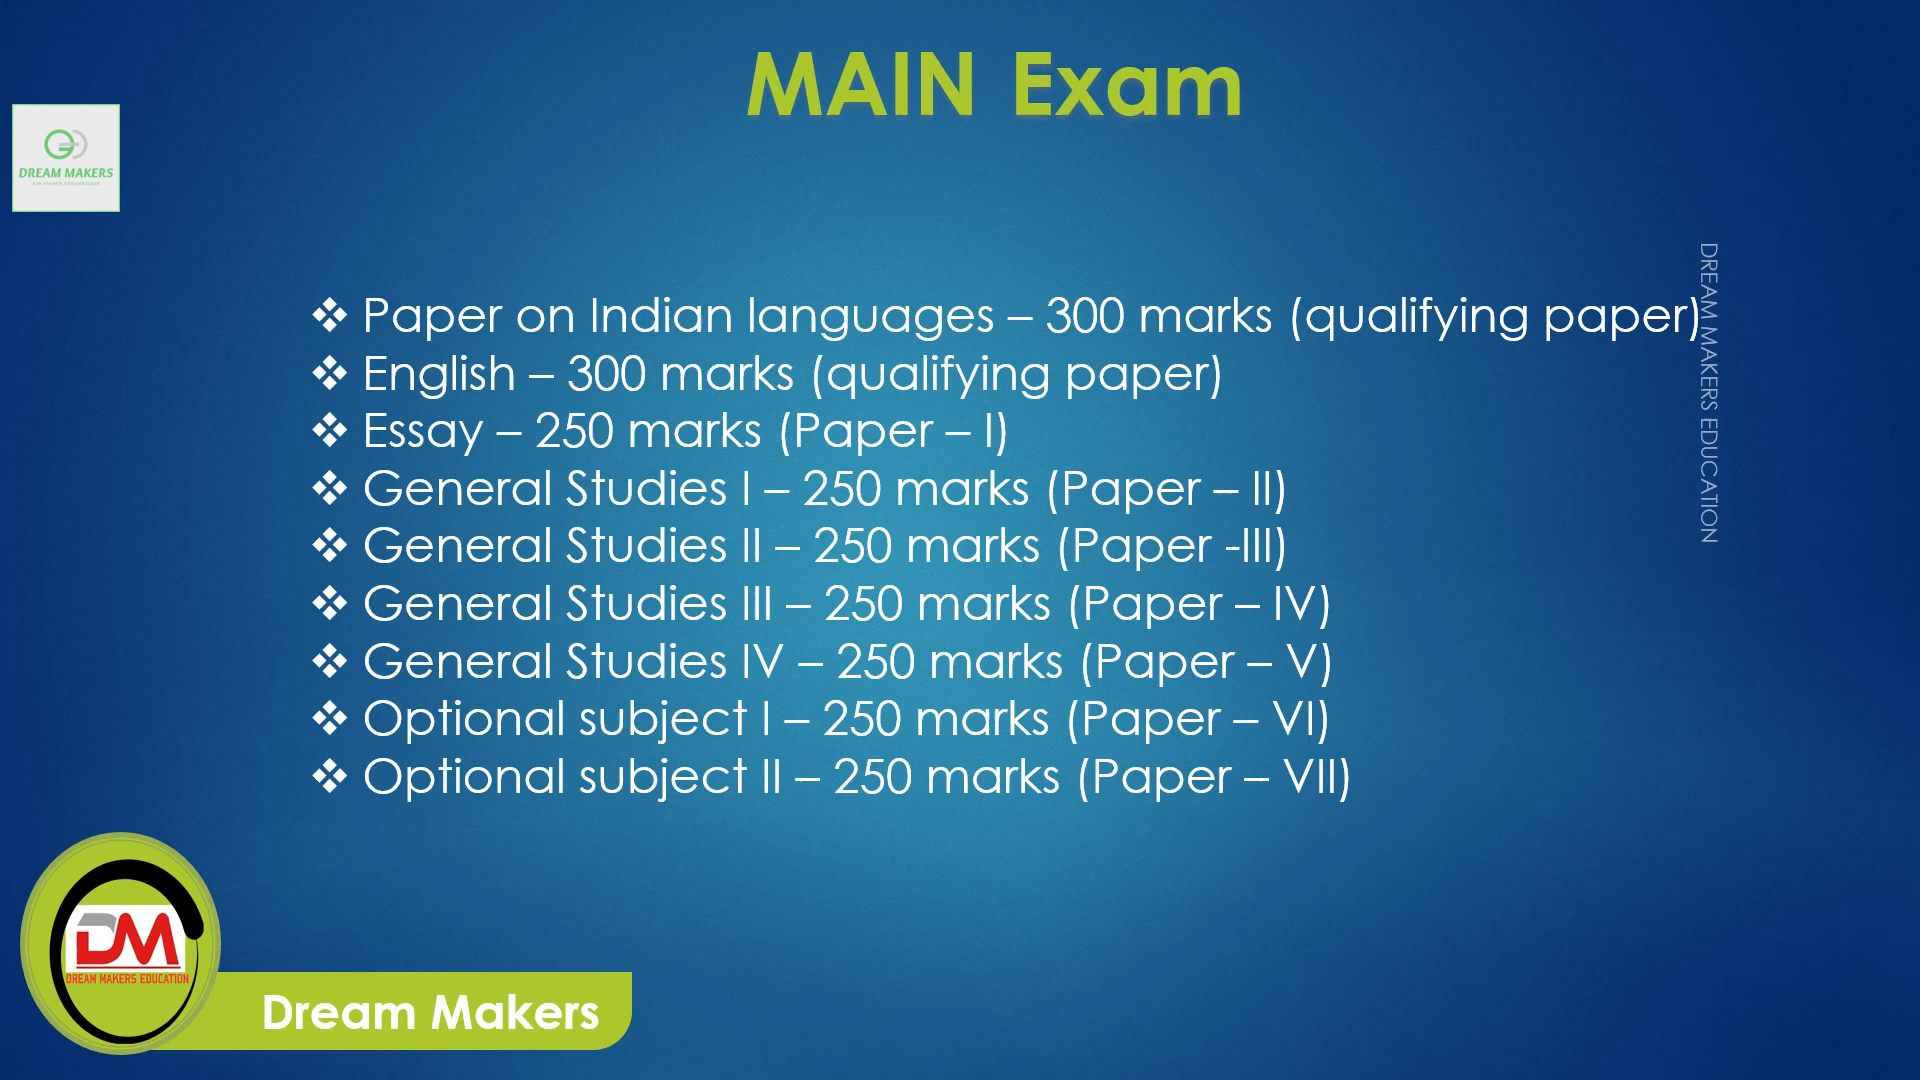 MAIN Exam
DREAM MAKERS
❖ Paper on Indian languages – 300 marks (qualifying paper)
❖ English – 300 marks (qualifying paper)
❖ Essay – 250 marks (Paper – I)
❖ General Studies I – 250 marks (Paper – II)
❖ General Studies II – 250 marks (Paper -III)
❖ General Studies III – 250 marks (Paper – IV)
❖ General Studies IV – 250 marks (Paper – V)
❖ Optional subject I – 250 marks (Paper – VI)
❖ Optional subject II – 250 marks (Paper – VII)
DREAM MAKERS EDUCATION
DM
DREAM MAKERS EDUCATION
Dream Makers